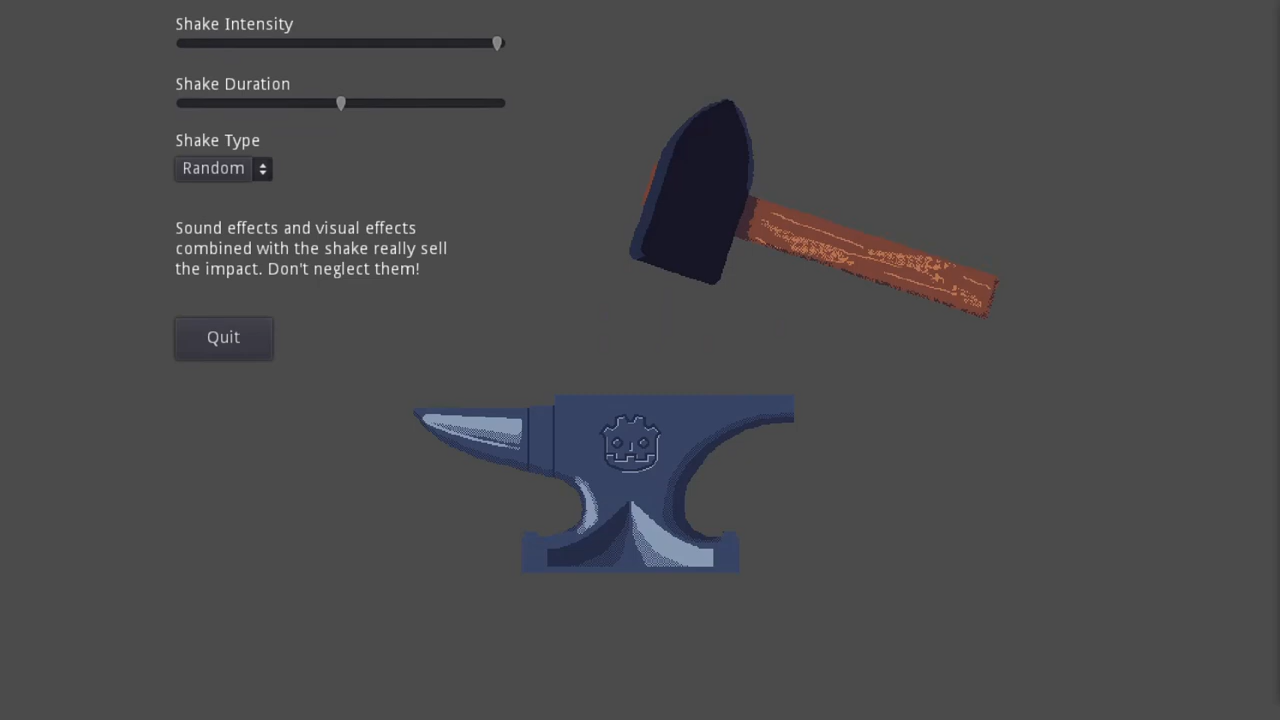 Shake Intensity
Shake Duration
Shake Type
Random
Sound effects and visual effects
combined with the shake really sell
the impact. Don't neglect them!
Quit